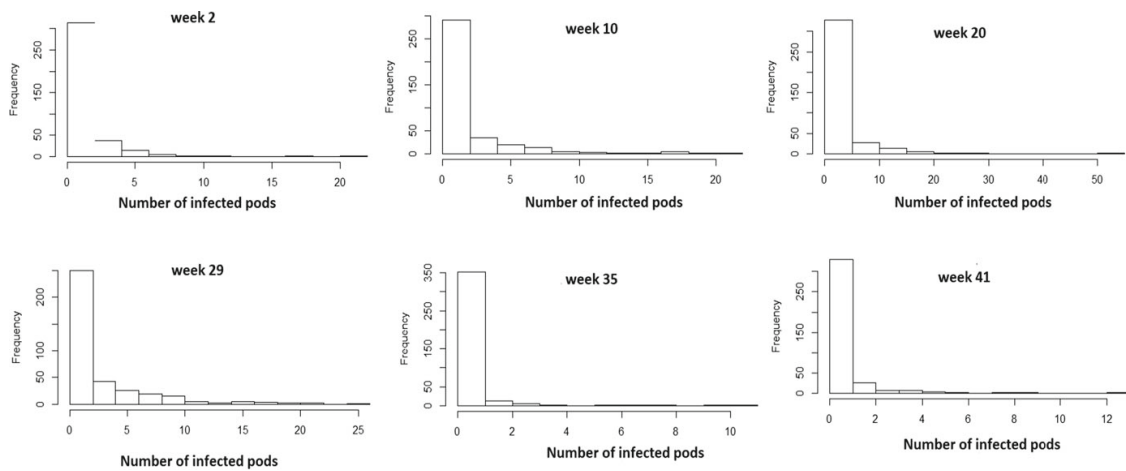 week 2
Frequency
0 50 150 250
0 5 10 15 20
Number of infected pods
week 10
Frequency
0 50 150 250
0 5 10 15 20
Number of infected pods
week 20
Frequency
0 50 150 250
0 10 20 30 40 50
Number of infected pods
week 29
Frequency
0 50 100 200
0 5 10 15 20 25
Number of infected pods
week 35
Frequency
0 50 150 250 350
0 2 4 6 8 10
Number of infected pods
week 41
Frequency
0 50 150 250
0 2 4 6 8 10 12
Number of infected pods